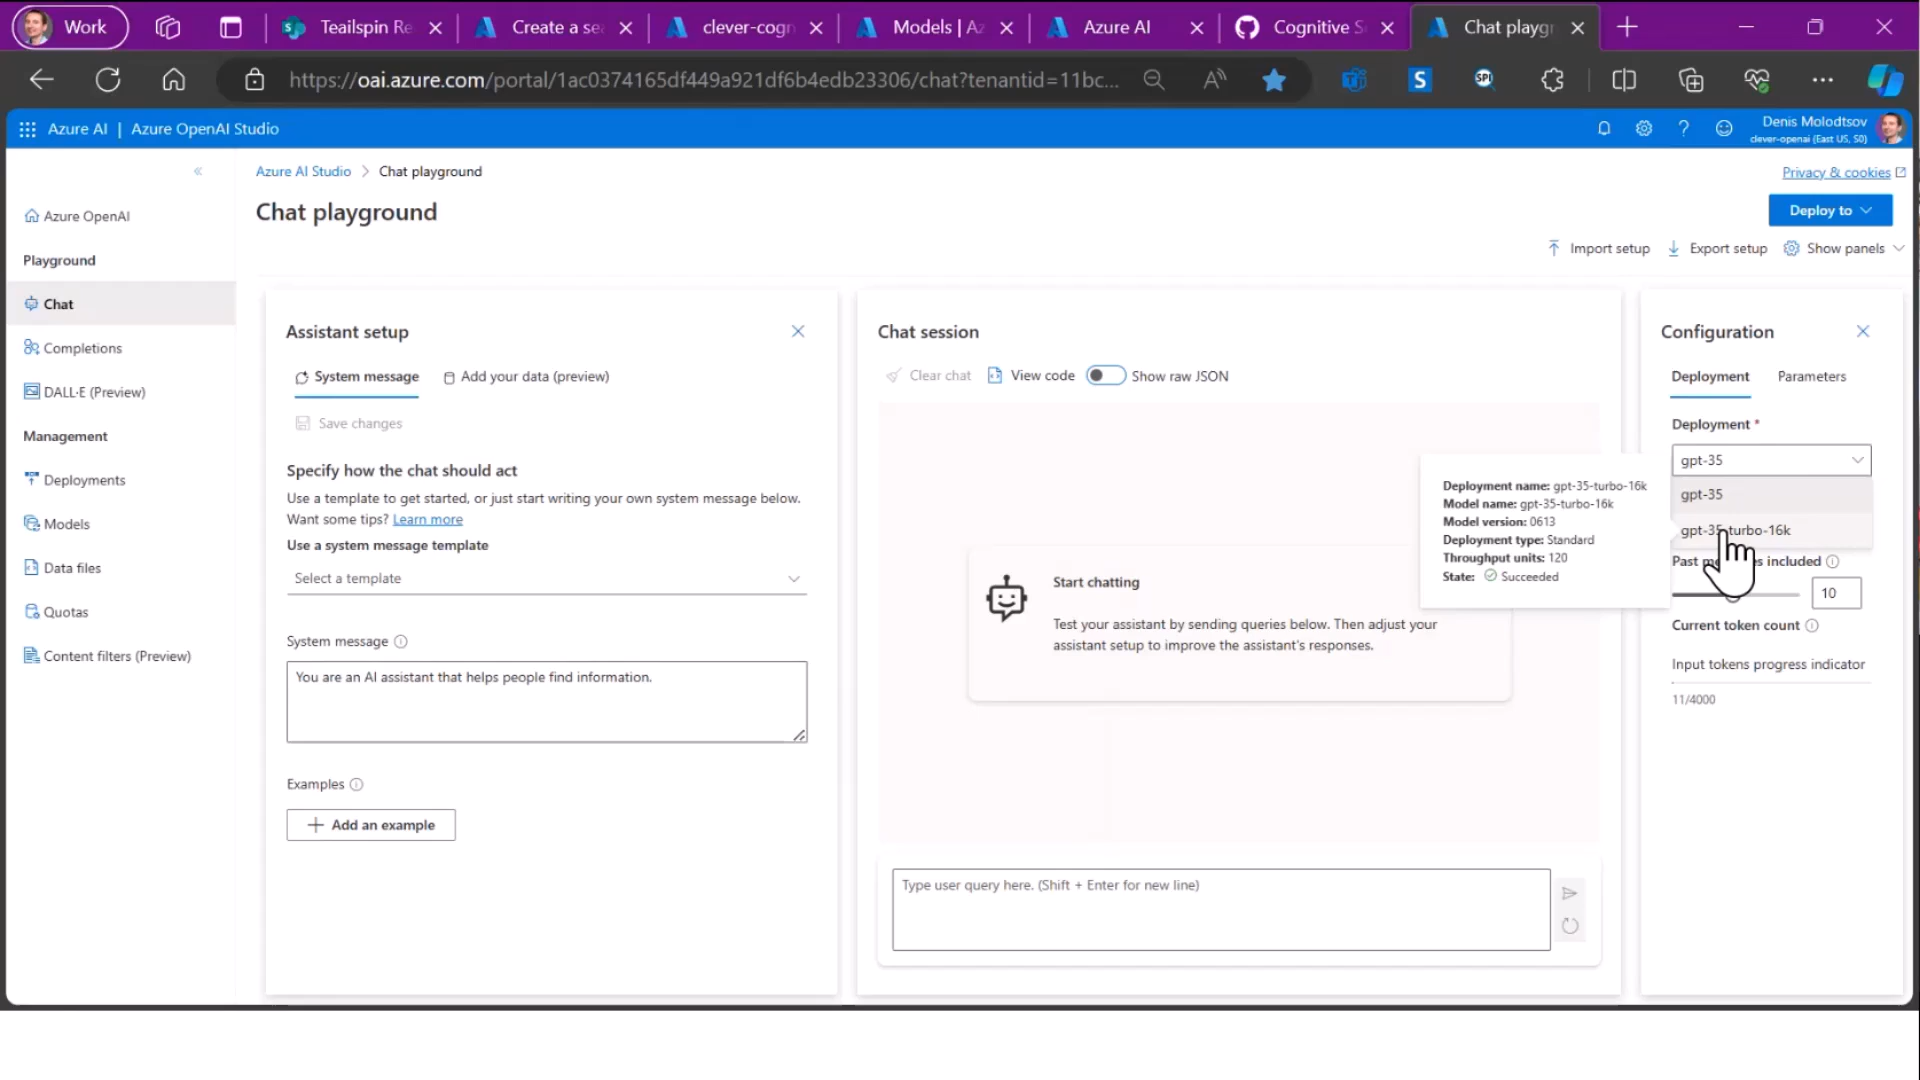 Work
Teailspin Re
Create a se
clever-cogn
Models | Az
Azure AI
Cognitive S
Chat playgr
https://oai.azure.com/portal/1ac0374165df449a921df6b4edb23306/chat?tenantid=11bc...
Azure AI | Azure OpenAI Studio
Denis Molodtsov
clever-openai (East US, S0)
Azure AI Studio > Chat playground
Privacy & cookies
Chat playground
Deploy to
Import setup
Export setup
Show panels
Azure OpenAI
Playground
Chat
Completions
DALL·E (Preview)
Management
Deployments
Models
Data files
Quotas
Content filters (Preview)
Assistant setup
System message
Add your data (preview)
Save changes
Specify how the chat should act
Use a template to get started, or just start writing your own system message below.
Want some tips? Learn more
Use a system message template
Select a template
System message
You are an AI assistant that helps people find information.
Examples
Add an example
Chat session
Clear chat
View code
Show raw JSON
Start chatting
Test your assistant by sending queries below. Then adjust your
assistant setup to improve the assistant's responses.
Type user query here. (Shift + Enter for new line)
Deployment name: gpt-35-turbo-16k
Model name: gpt-35-turbo-16k
Model version: 0613
Deployment type: Standard
Throughput units: 120
State: Succeeded
Configuration
Deployment
Parameters
Deployment *
gpt-35
gpt-35
gpt-35-turbo-16k
Past included
10
Current token count
Input tokens progress indicator
11/4000